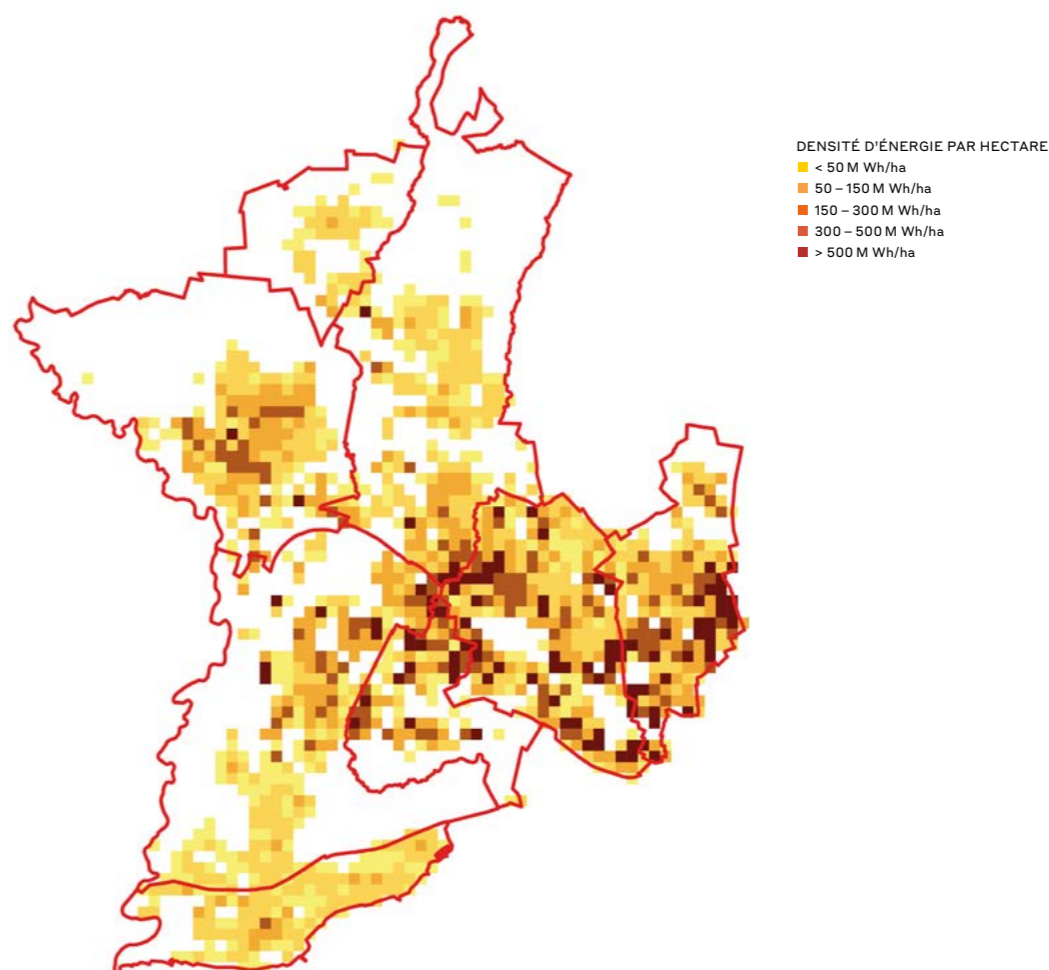 DENSITÉ D'ÉNERGIE PAR HECTARE
< 50 M Wh/ha
50 – 150 M Wh/ha
150 – 300 M Wh/ha
300 – 500 M Wh/ha
> 500 M Wh/ha